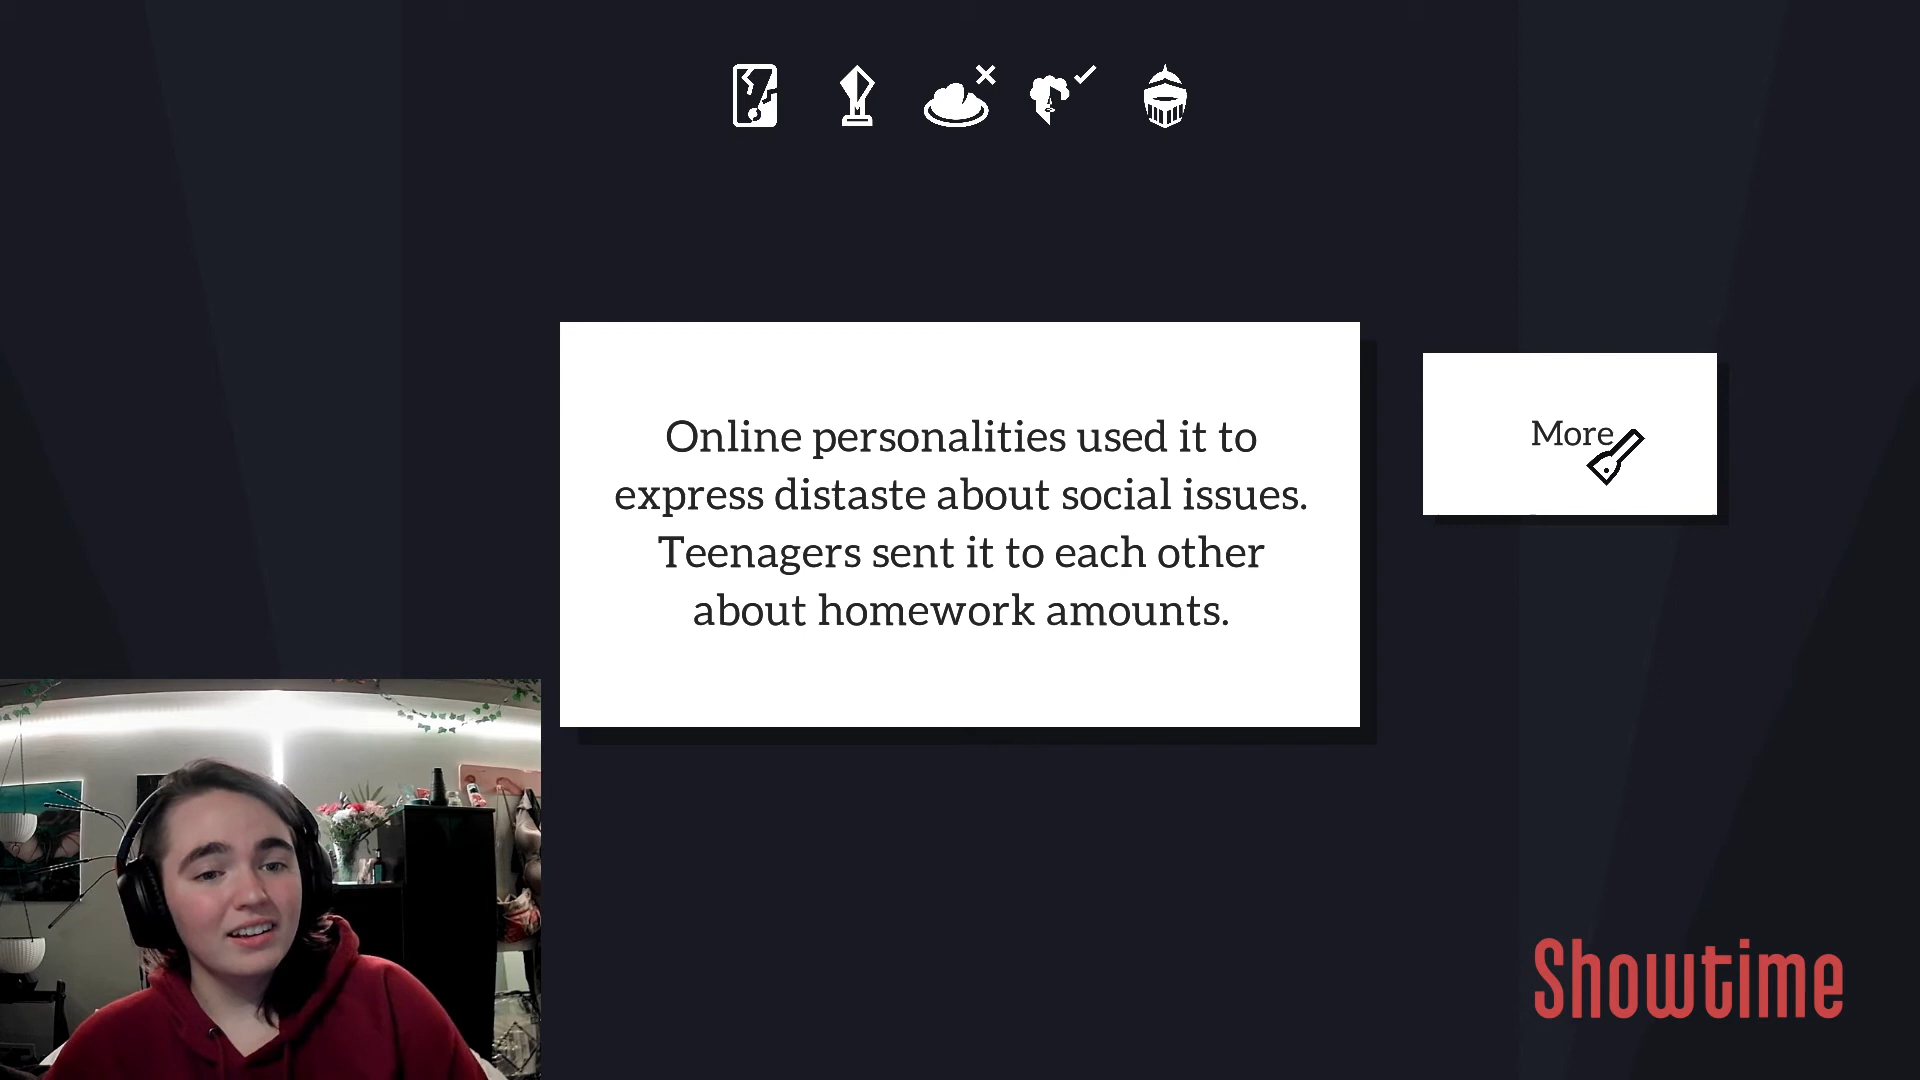 Online personalities used it to
express distaste about social issues.
Teenagers sent it to each other
about homework amounts.
More
Showtime